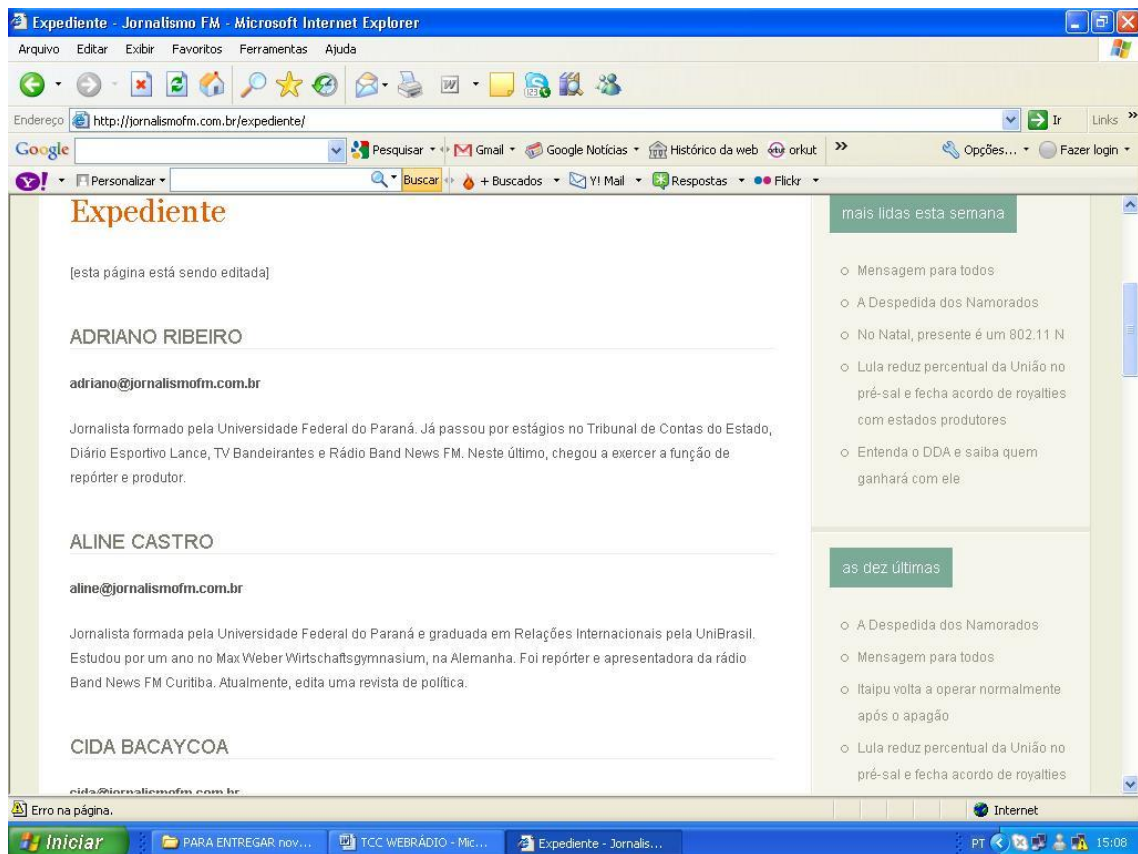 Expediente - Jornalismo FM - Microsoft Internet Explorer
Arquivo Editar Exibir Favoritos Ferramentas Ajuda
Endereço http://jornalismofm.com.br/expediente/ Ir Links »
Google Pesquisar Gmail Google Notícias Histórico da web orkut » Opções... Fazer login
Y! Personalizar Buscar + Buscados Y! Mail Respostas Flickr
Expediente
[esta página está sendo editada]
ADRIANO RIBEIRO
adriano@jornalismofm.com.br
Jornalista formado pela Universidade Federal do Paraná. Já passou por estágios no Tribunal de Contas do Estado,
Diário Esportivo Lance, TV Bandeirantes e Rádio Band News FM. Neste último, chegou a exercer a função de
repórter e produtor.
ALINE CASTRO
aline@jornalismofm.com.br
Jornalista formada pela Universidade Federal do Paraná e graduada em Relações Internacionais pela UniBrasil.
Estudou por um ano no Max Weber Wirtschaftsgymnasium, na Alemanha. Foi repórter e apresentadora da rádio
Band News FM Curitiba. Atualmente, edita uma revista de política.
CIDA BACAYCOA
cida@jornalismofm.com.br
mais lidas esta semana
Mensagem para todos
A Despedida dos Namorados
No Natal, presente é um 802.11 N
Lula reduz percentual da União no
pré-sal e fecha acordo de royalties
com estados produtores
Entenda o DDA e saiba quem
ganhará com ele
as dez últimas
A Despedida dos Namorados
Mensagem para todos
Itaipu volta a operar normalmente
após o apagão
Lula reduz percentual da União no
pré-sal e fecha acordo de royalties
Erro na página. Internet
Iniciar PARA ENTREGAR nov... TCC WEBRÁDIO - Mic... Expediente - Jornalis... PT 15:08